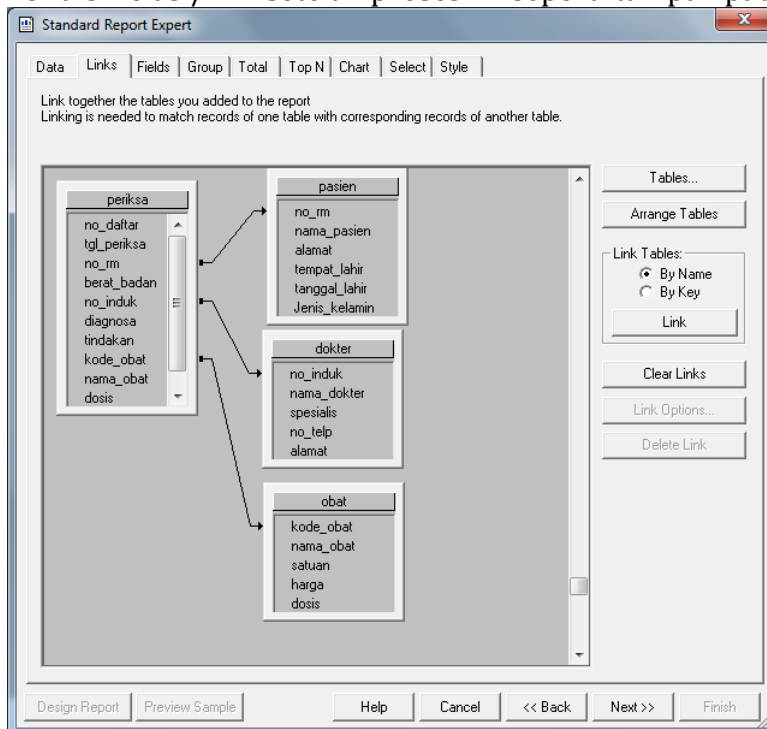 Standard Report Expert
Data Links Fields Group Total Top N Chart Select Style
Link together the tables you added to the report
Linking is needed to match records of one table with corresponding records of another table.
periksa
no_daftar
tgl_periksa
no_rm
berat_badan
no_induk
diagnosa
tindakan
kode_obat
nama_obat
dosis
pasien
no_rm
nama_pasien
alamat
tempat_lahir
tanggal_lahir
Jenis_kelamin
dokter
no_induk
nama_dokter
spesialis
no_telp
alamat
obat
kode_obat
nama_obat
satuan
harga
dosis
Tables...
Arrange Tables
Link Tables:
By Name
By Key
Link
Clear Links
Link Options...
Delete Link
Design Report Preview Sample Help Cancel << Back Next >> Finish